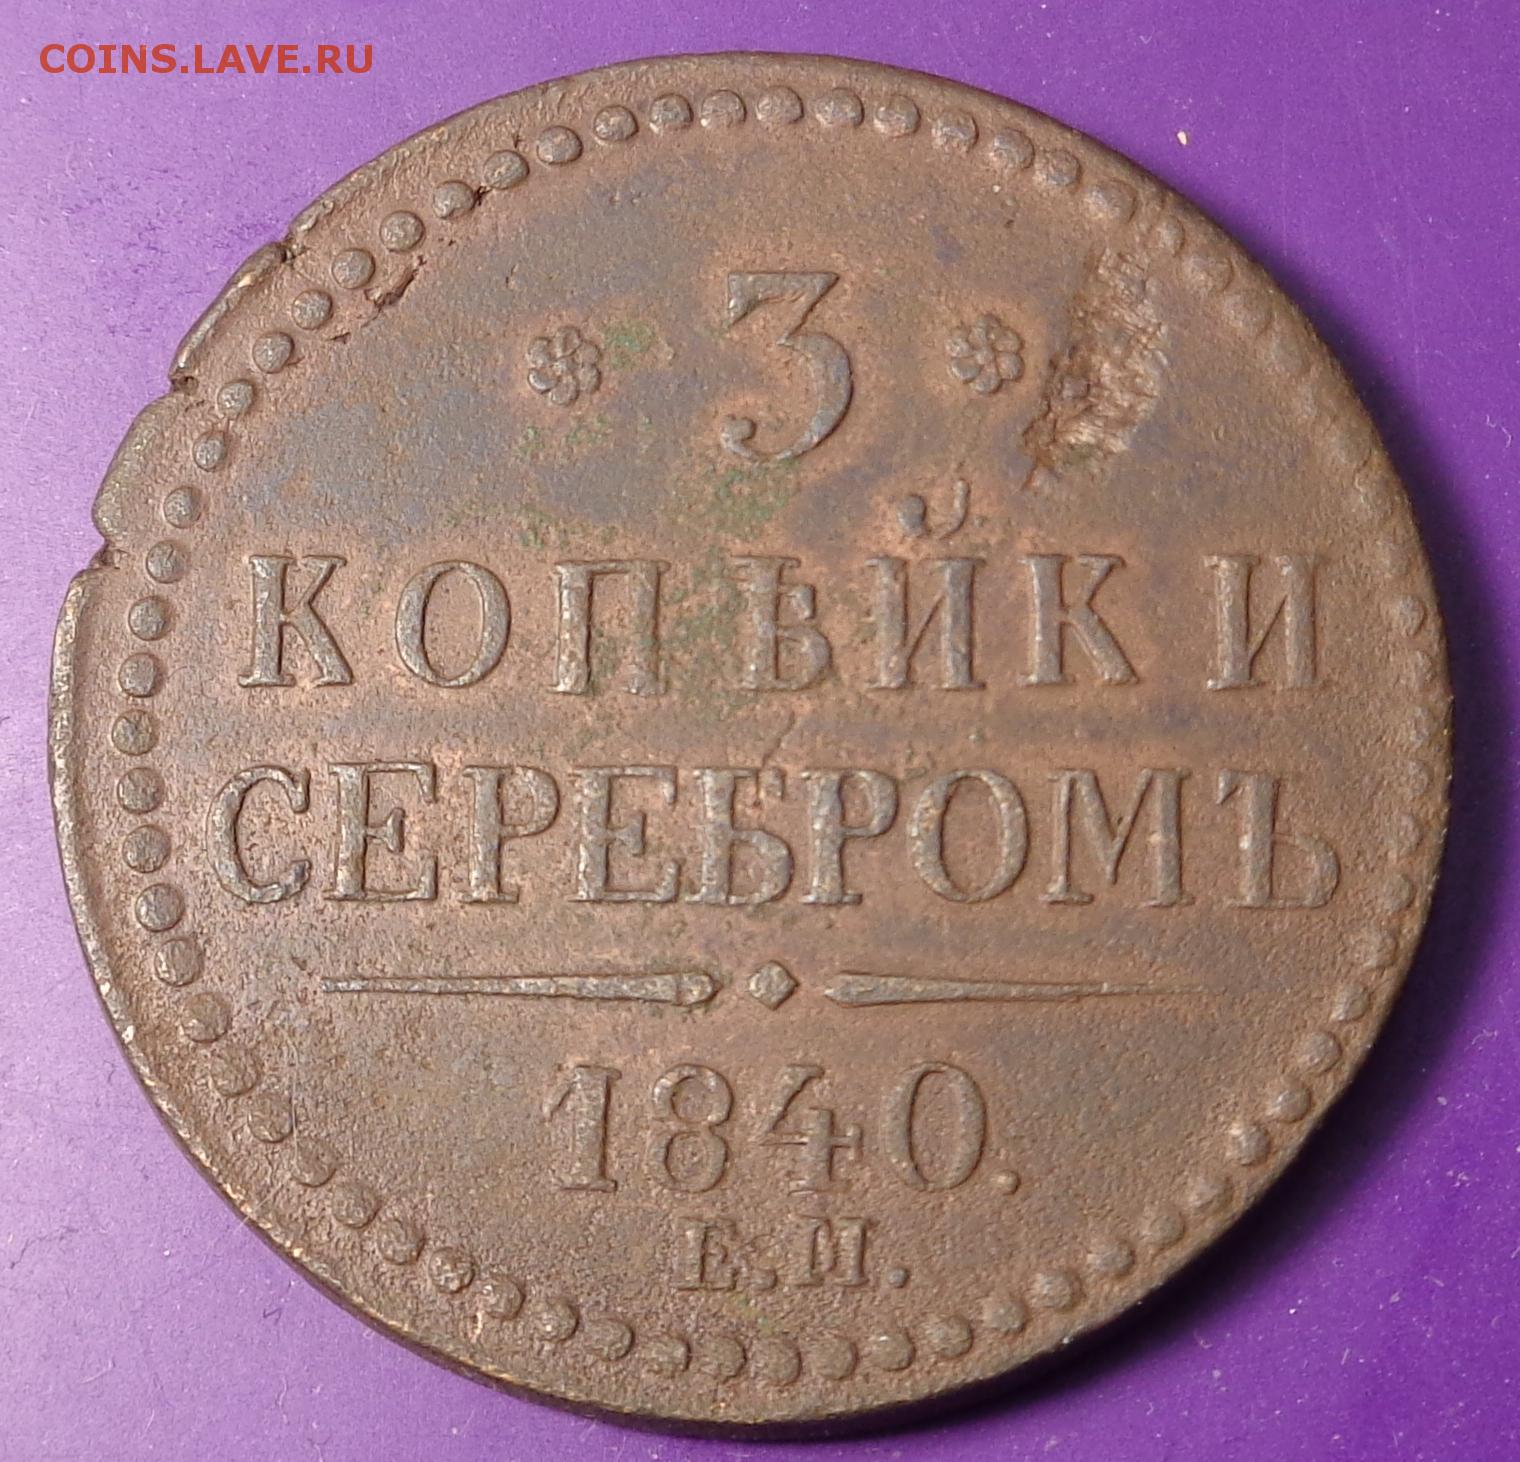 COINS.LAVE.RU
3
КОПѢЙКИ
СЕРЕБРОМЪ
1840.
Е.М.